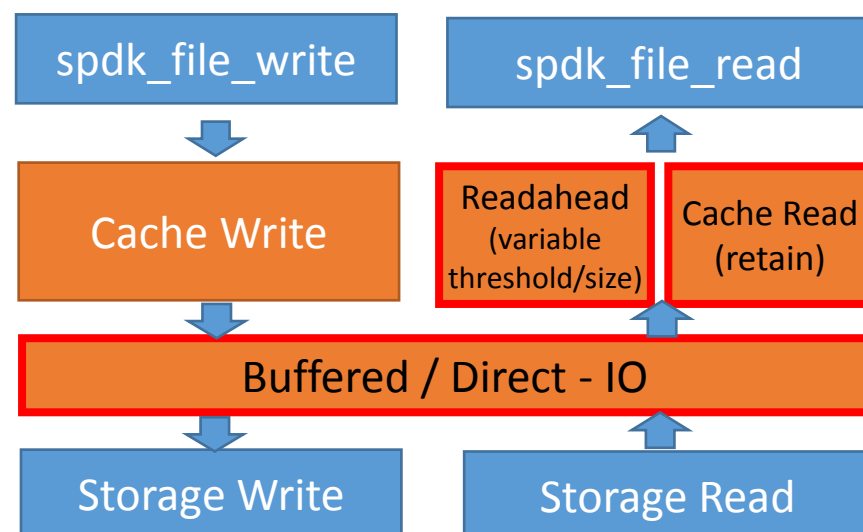 spdk_file_write
spdk_file_read
Cache Write
Readahead
(variable
threshold/size)
Cache Read
(retain)
Buffered / Direct - IO
Storage Write
Storage Read